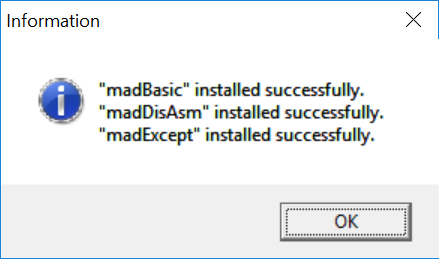 Information
"madBasic" installed successfully.
"madDisAsm" installed successfully.
"madExcept" installed successfully.
OK